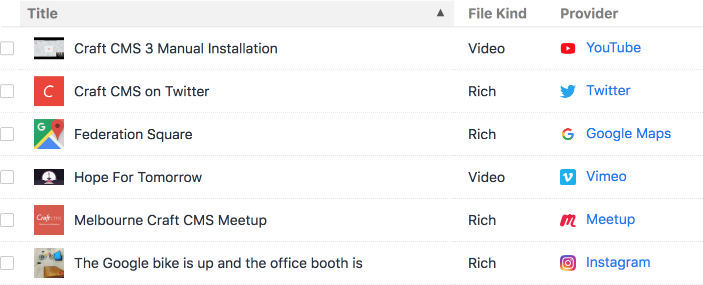 Title ▲ File Kind Provider
Craft CMS 3 Manual Installation Video YouTube
C Craft CMS on Twitter Rich Twitter
G Federation Square Rich Google Maps
Hope For Tomorrow Video Vimeo
Craftcms Melbourne Craft CMS Meetup Rich Meetup
The Google bike is up and the office booth is Rich Instagram